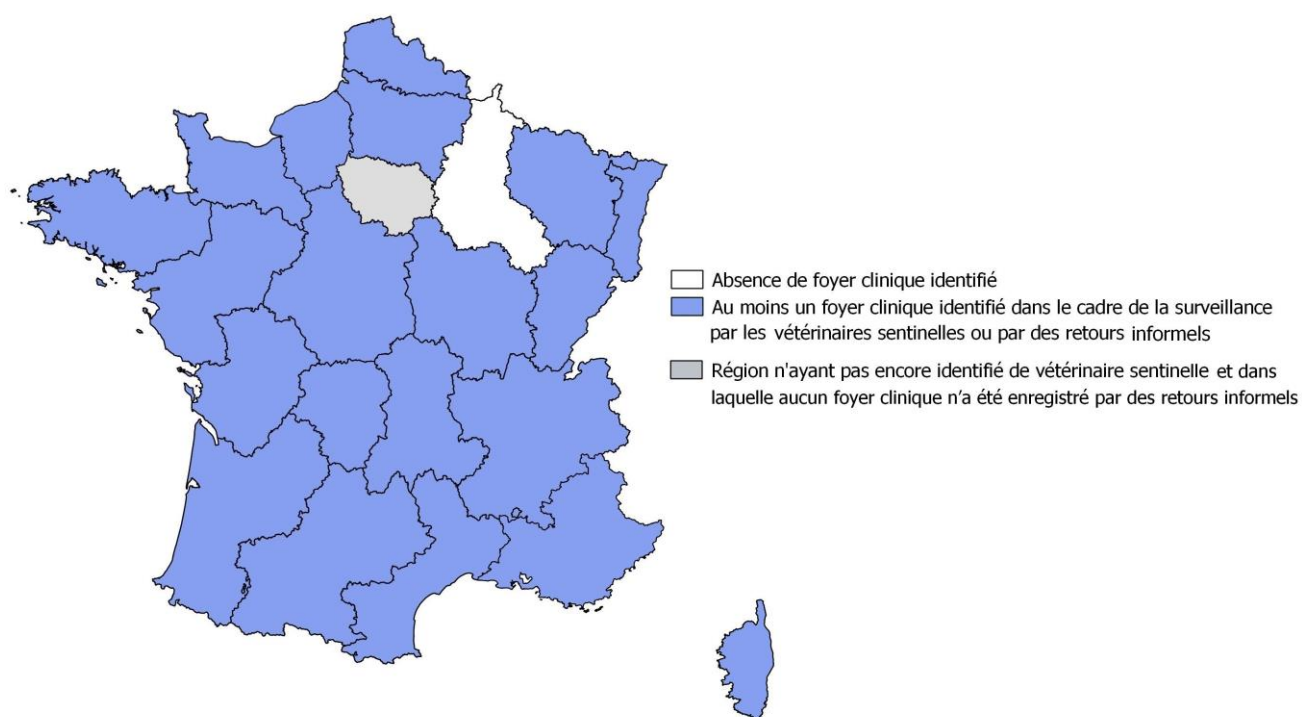 Absence de foyer clinique identifié
Au moins un foyer clinique identifié dans le cadre de la surveillance
par les vétérinaires sentinelles ou par des retours informels
Région n'ayant pas encore identifié de vétérinaire sentinelle et dans
laquelle aucun foyer clinique n’a été enregistré par des retours informels